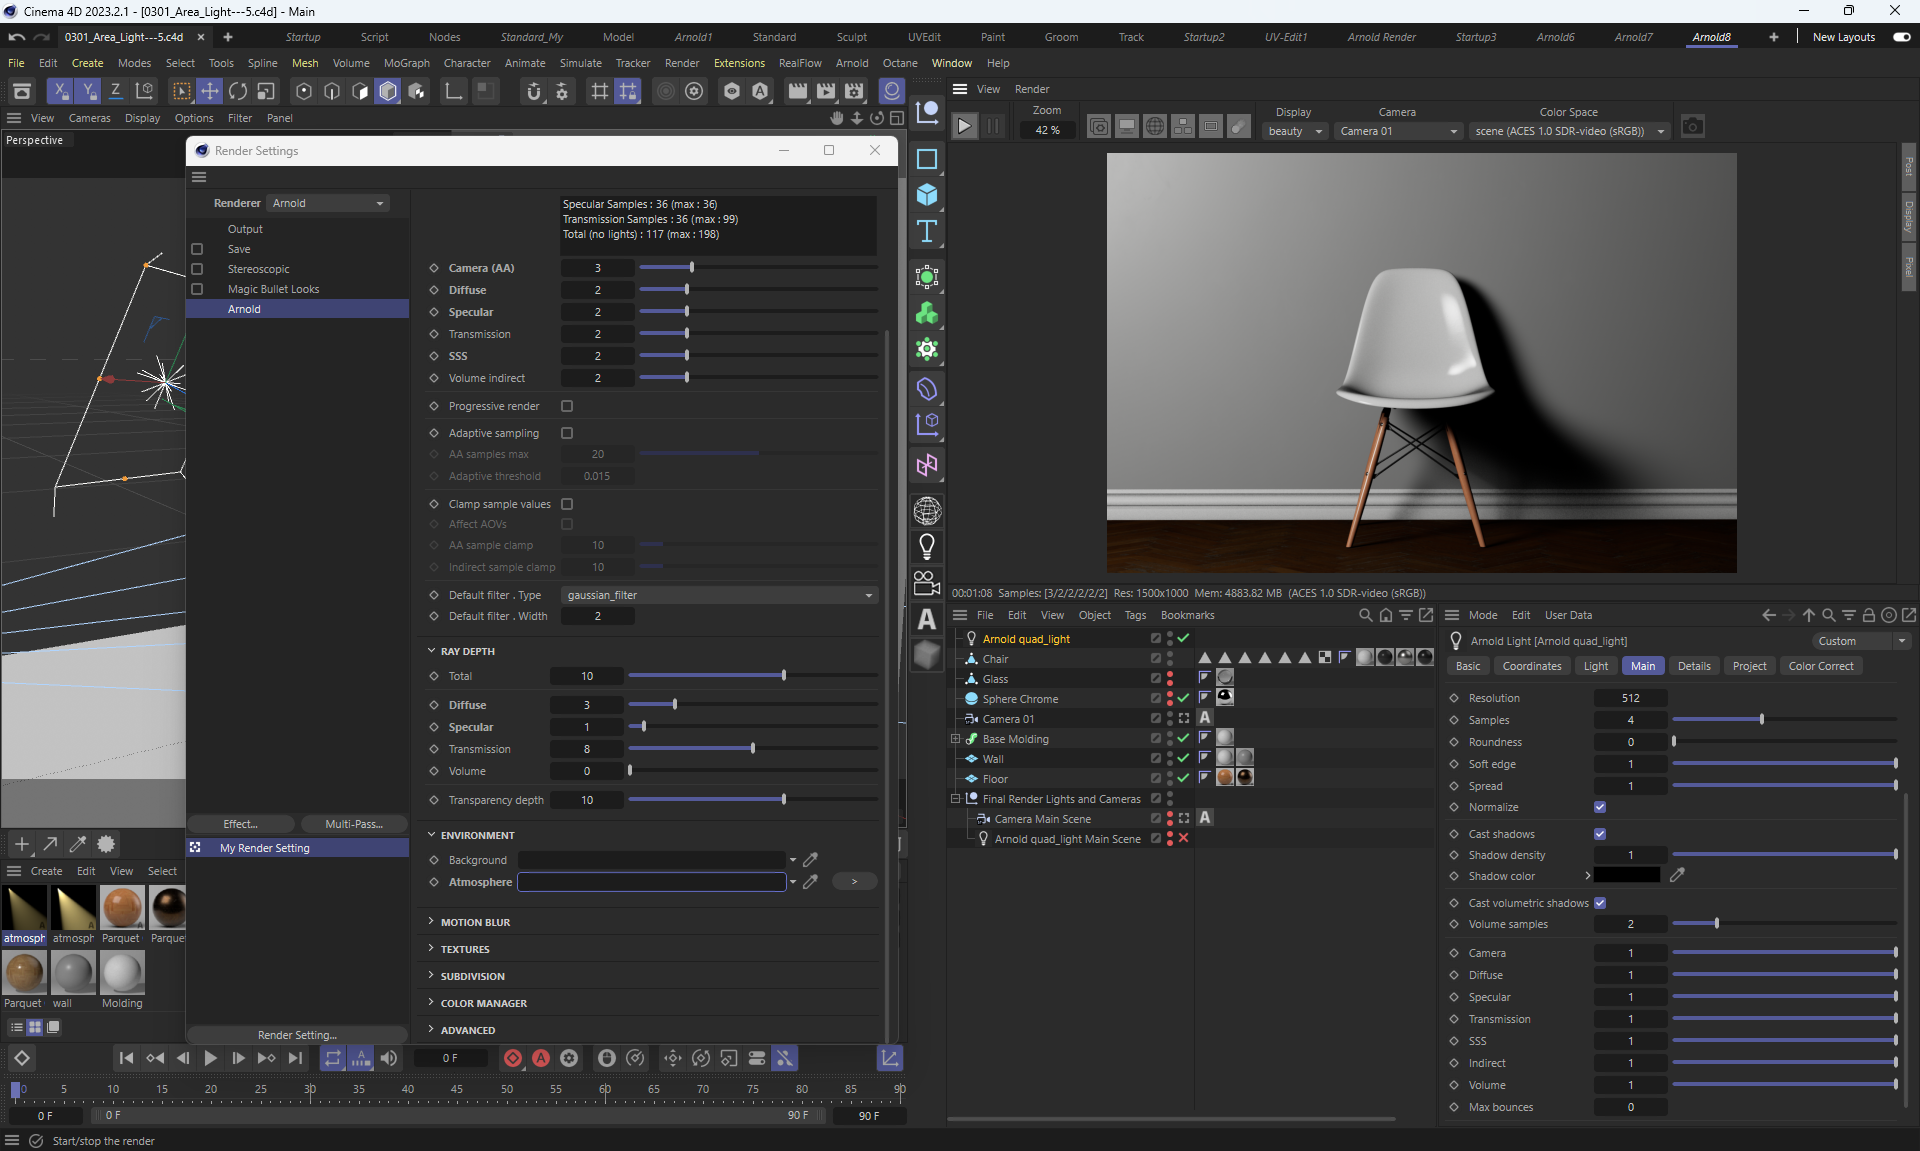 Cinema 4D 2023.2.1 - [0301_Area_Light---5.c4d] - Main
0301_Area_Light---5.c4d
Startup Script Nodes Standard_My Model Arnold1 Standard Sculpt UVEdit Paint Groom Track Startup2 UV-Edit1 Arnold Render Startup3 Arnold6 Arnold7 Arnold8 New Layouts
File Edit Create Modes Select Tools Spline Mesh Volume MoGraph Character Animate Simulate Tracker Render Extensions RealFlow Arnold Octane Window Help
View Cameras Display Options Filter Panel
Perspective
Render Settings
Renderer Arnold
Output
Save
Stereoscopic
Magic Bullet Looks
Arnold
Effect...
Multi-Pass...
My Render Setting
Render Setting...
Specular Samples : 36 (max : 36)
Transmission Samples : 36 (max : 99)
Total (no lights) : 117 (max : 198)
Camera (AA) 3
Diffuse 2
Specular 2
Transmission 2
SSS 2
Volume indirect 2
Progressive render
Adaptive sampling
AA samples max 20
Adaptive threshold 0.015
Clamp sample values
Affect AOVs
AA sample clamp 10
Indirect sample clamp 10
Default filter . Type gaussian_filter
Default filter . Width 2
RAY DEPTH
Total 10
Diffuse 3
Specular 1
Transmission 8
Volume 0
Transparency depth 10
ENVIRONMENT
Background
Atmosphere >
MOTION BLUR
TEXTURES
SUBDIVISION
COLOR MANAGER
ADVANCED
Create Edit View Select
atmosph atmosph Parquet Parque
Parquet wall Molding
0 F
0 5 10 15 20 25 30 35 40 45 50 55 60 65 70 75 80 85 90
0 F 0 F 90 F 90 F
Start/stop the render
View Render
Zoom
42 %
Display
beauty
Camera
Camera 01
Color Space
scene (ACES 1.0 SDR-video (sRGB))
Post
Display
Pixel
00:01:08 Samples: [3/2/2/2/2/2] Res: 1500x1000 Mem: 4883.82 MB (ACES 1.0 SDR-video (sRGB))
File Edit View Object Tags Bookmarks
Arnold quad_light
Chair
Glass
Sphere Chrome
Camera 01
Base Molding
Wall
Floor
Final Render Lights and Cameras
Camera Main Scene
Arnold quad_light Main Scene
Mode Edit User Data
Arnold Light [Arnold quad_light]
Custom
Basic Coordinates Light Main Details Project Color Correct
Resolution 512
Samples 4
Roundness 0
Soft edge 1
Spread 1
Normalize
Cast shadows
Shadow density 1
Shadow color
Cast volumetric shadows
Volume samples 2
Camera 1
Diffuse 1
Specular 1
Transmission 1
SSS 1
Indirect 1
Volume 1
Max bounces 0